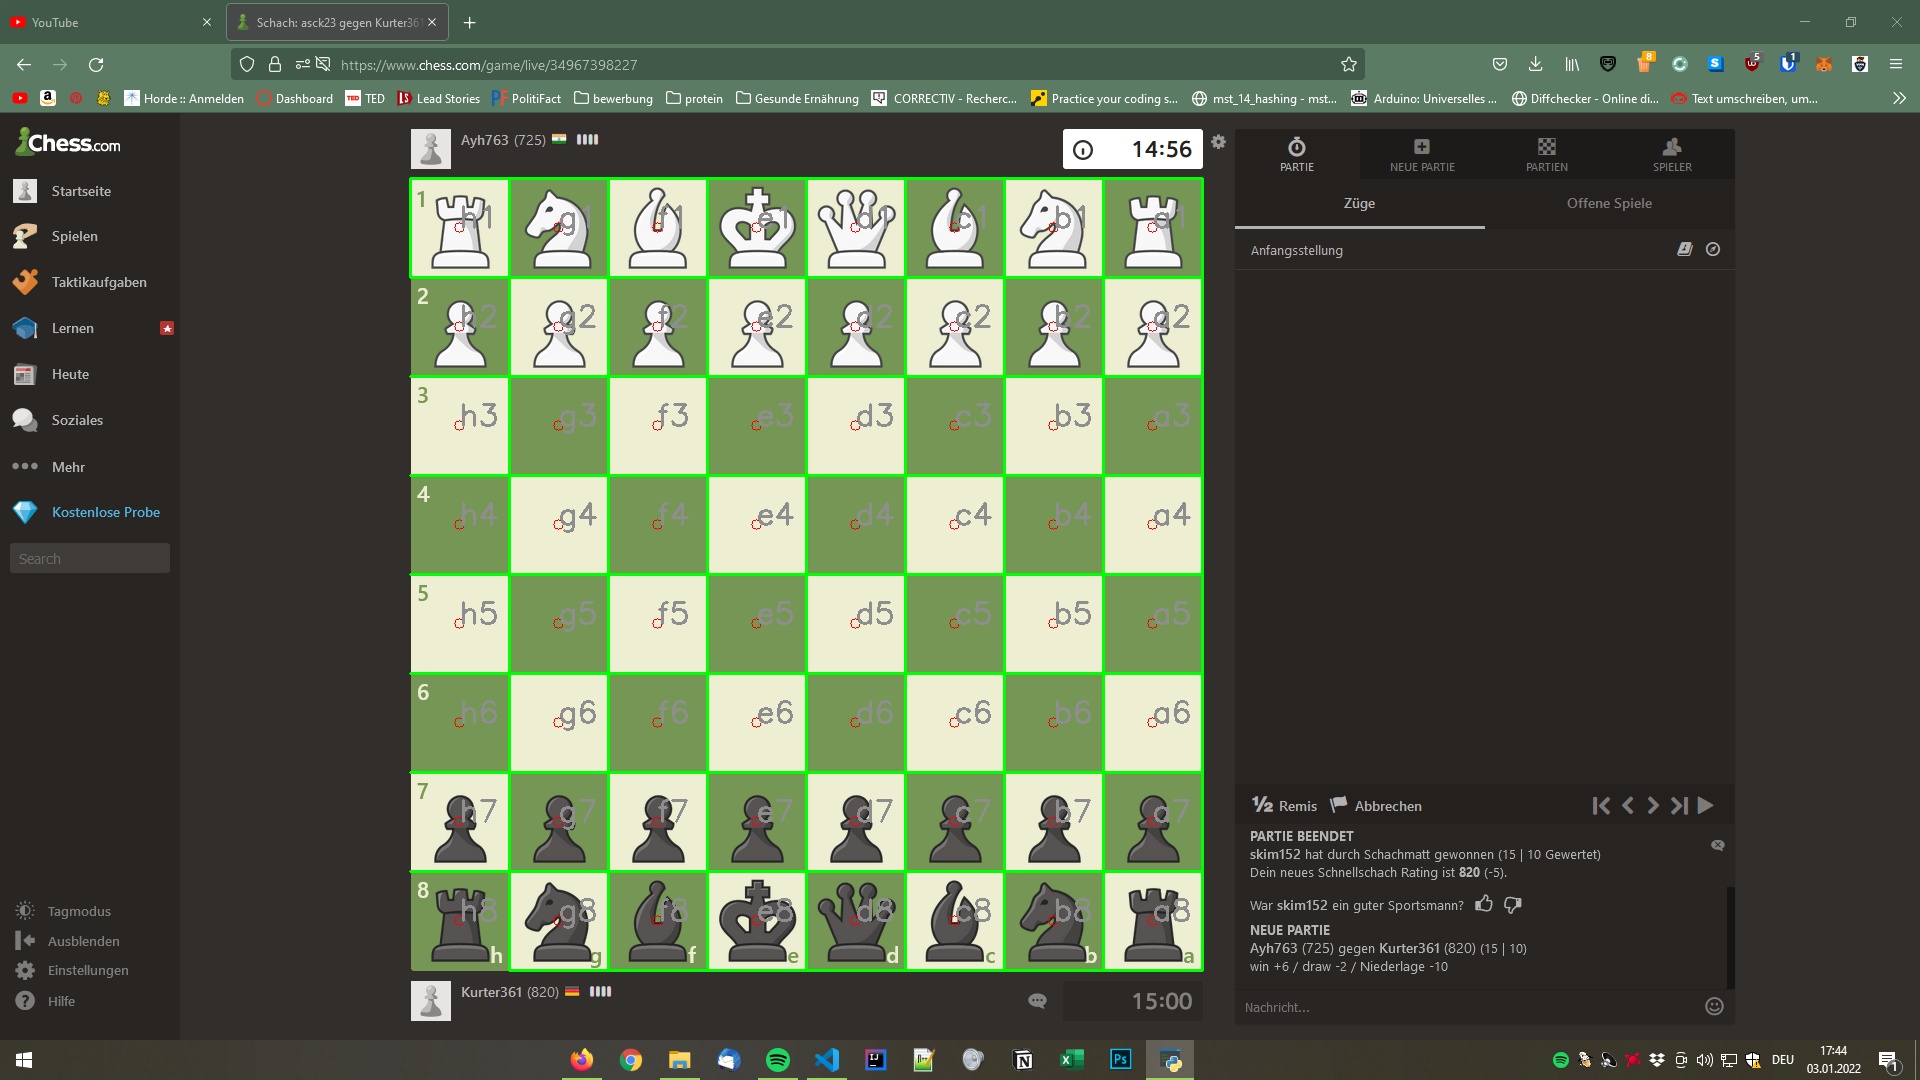 YouTube
Schach: asck23 gegen Kurter361
https://www.chess.com/game/live/34967398227
8
5
1
Horde :: Anmelden
Dashboard
TED
TED
Lead Stories
PolitiFact
bewerbung
protein
Gesunde Ernährung
CORRECTIV - Recherc...
Practice your coding s...
mst_14_hashing - mst...
Arduino: Universelles ...
Diffchecker - Online di...
Text umschreiben, um...
Chess.com
Startseite
Spielen
Taktikaufgaben
Lernen
Heute
Soziales
Mehr
Kostenlose Probe
Search
Tagmodus
Ausblenden
Einstellungen
Hilfe
Ayh763 (725)
14:56
1 h1 g1 f1 e1 d1 c1 b1 a1
2 h2 g2 f2 e2 d2 c2 b2 a2
3 h3 g3 f3 e3 d3 c3 b3 a3
4 h4 g4 f4 e4 d4 c4 b4 a4
5 h5 g5 f5 e5 d5 c5 b5 a5
6 h6 g6 f6 e6 d6 c6 b6 a6
7 h7 g7 f7 e7 d7 c7 b7 a7
8 h8 g8 f8 e8 d8 c8 b8 a8
h g f e d c b a
Kurter361 (820)
15:00
PARTIE
NEUE PARTIE
PARTIEN
SPIELER
Züge
Offene Spiele
Anfangsstellung
½ Remis
Abbrechen
PARTIE BEENDET
skim152 hat durch Schachmatt gewonnen (15 | 10 Gewertet)
Dein neues Schnellschach Rating ist 820 (-5).
War skim152 ein guter Sportsmann?
NEUE PARTIE
Ayh763 (725) gegen Kurter361 (820) (15 | 10)
win +6 / draw -2 / Niederlage -10
Nachricht...
Ps
DEU
17:44
03.01.2022
1